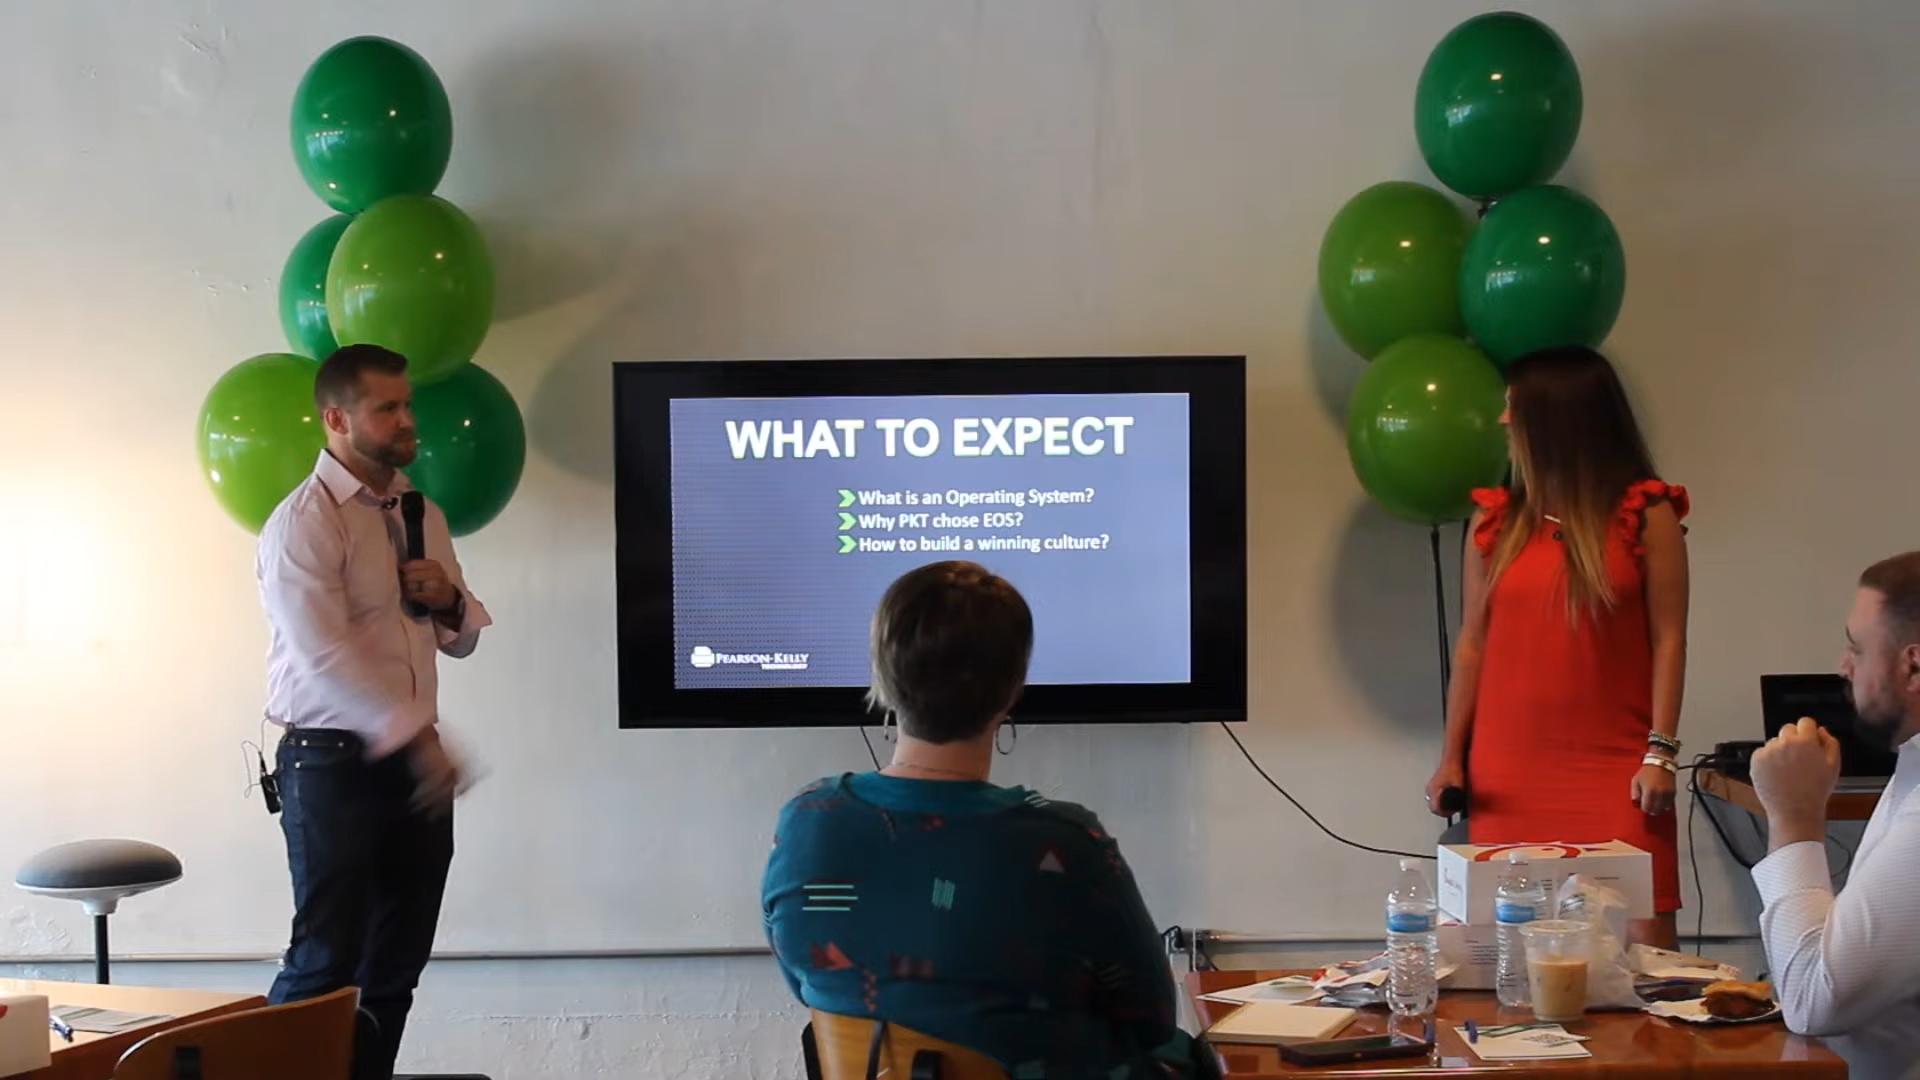 WHAT TO EXPECT
What is an Operating System?
Why PKT chose EOS?
How to build a winning culture?
PEARSON-KELLY
TECHNOLOGY